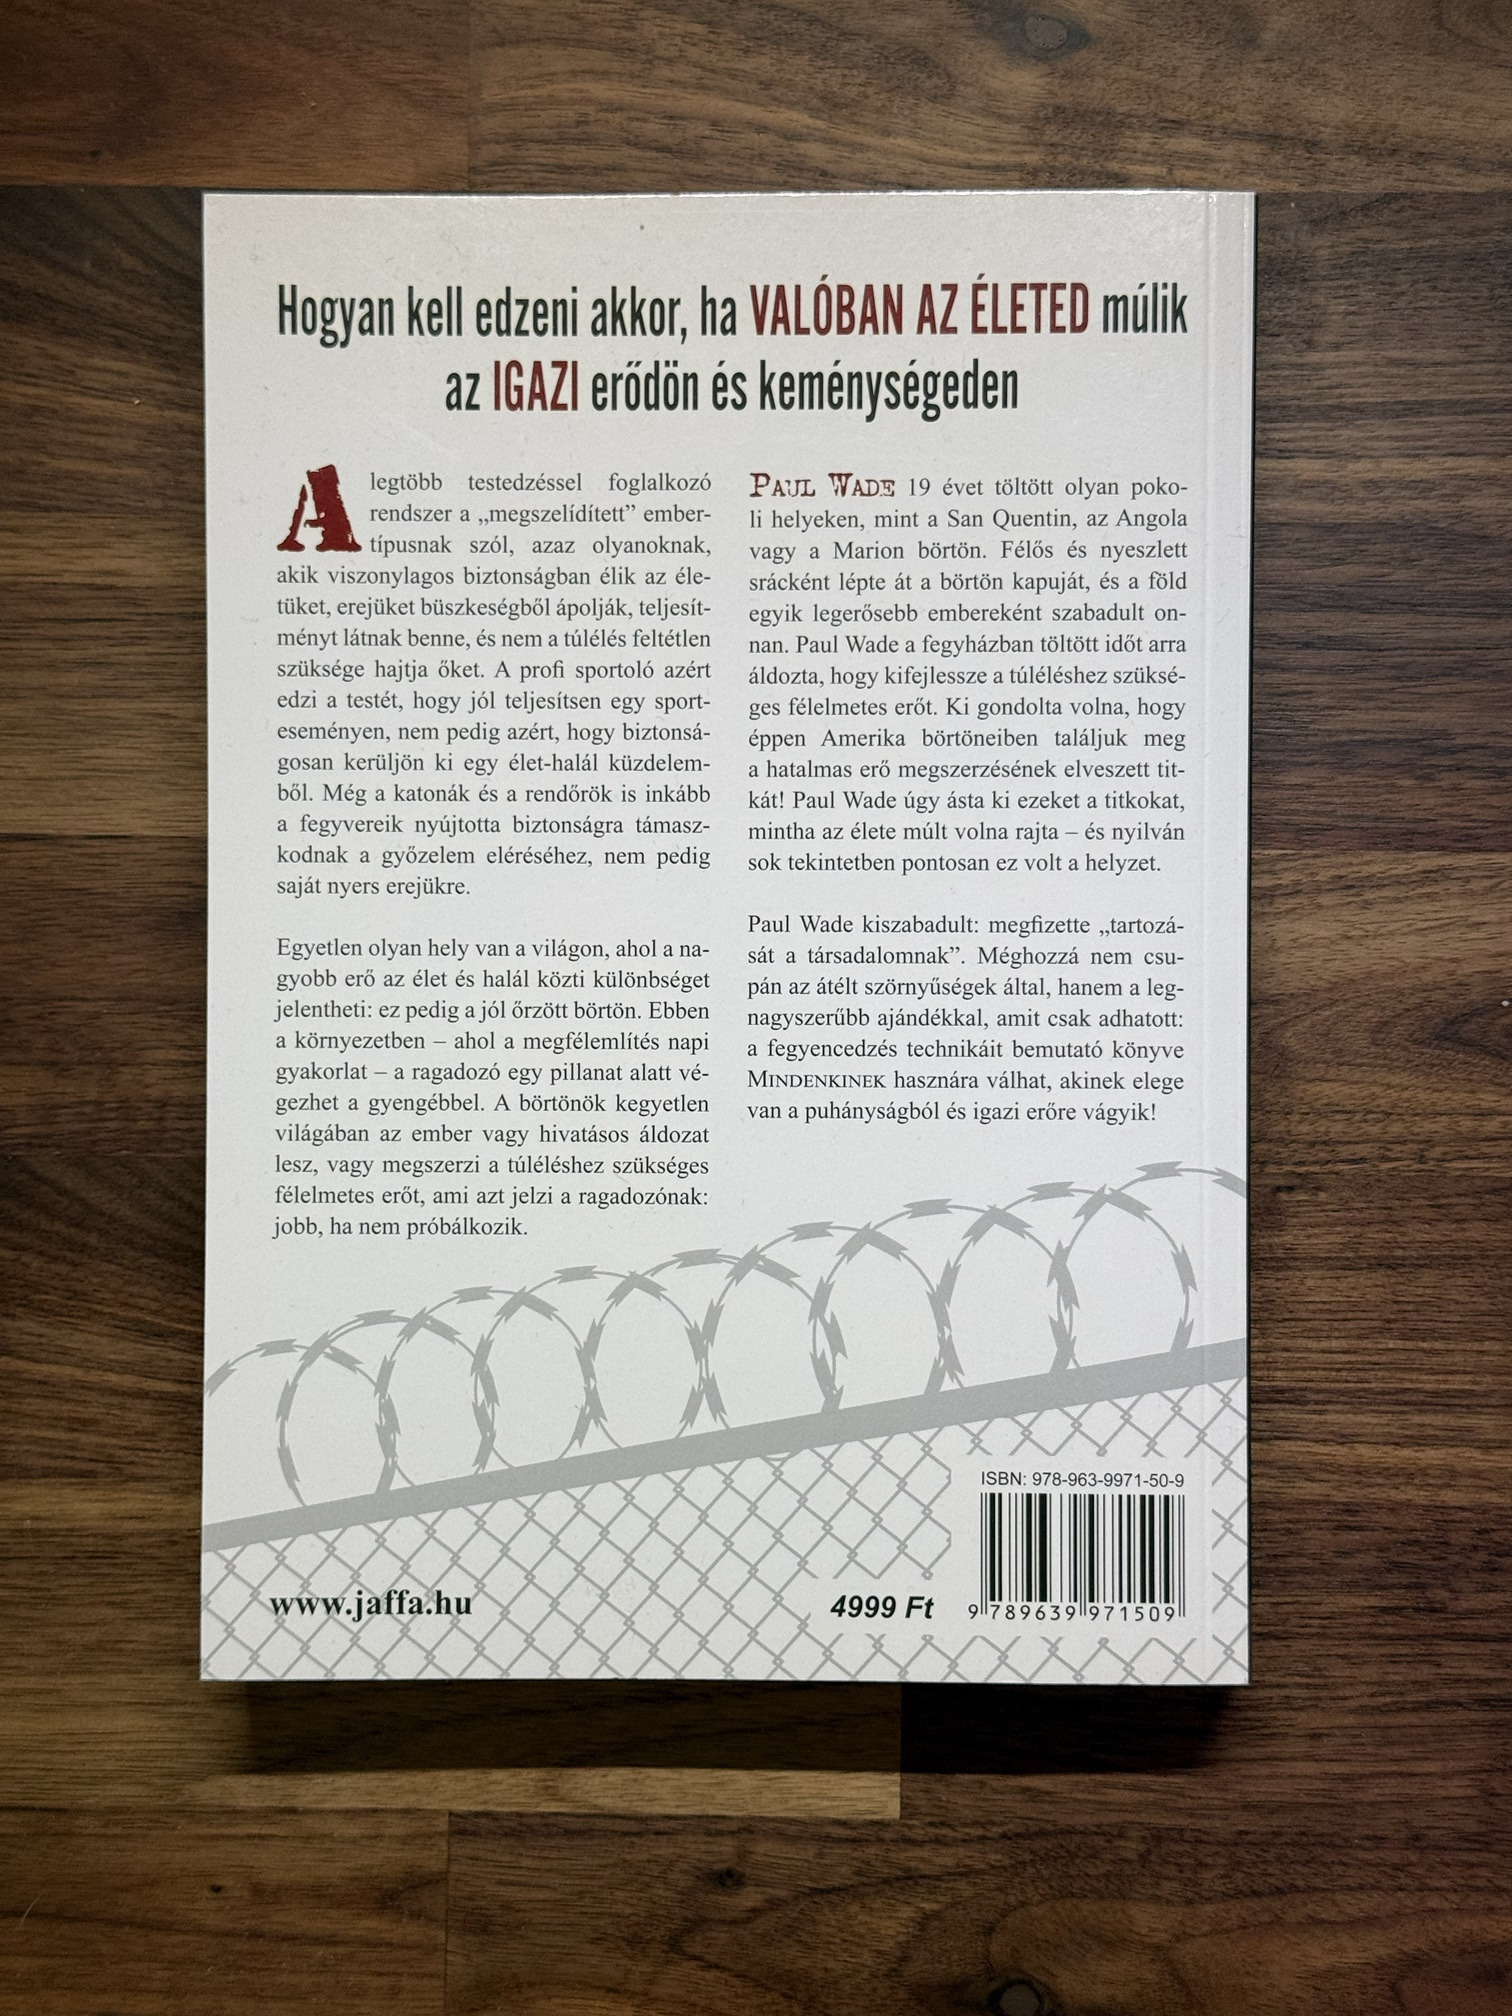 Hogyan kell edzeni akkor, ha VALÓBAN AZ ÉLETED múlik
az IGAZI erődön és keménységeden
A legtöbb testedzéssel foglalkozó
rendszer a „megszelídített” ember-
típusnak szól, azaz olyanoknak,
akik viszonylagos biztonságban élik az éle-
tüket, erejüket büszkeségből ápolják, teljesít-
ményt látnak benne, és nem a túlélés feltétlen
szüksége hajtja őket. A profi sportoló azért
edzi a testét, hogy jól teljesítsen egy sport-
eseményen, nem pedig azért, hogy biztonsá-
gosan kerüljön ki egy élet-halál küzdelem-
ből. Még a katonák és a rendőrök is inkább
a fegyvereik nyújtotta biztonságra támasz-
kodnak a győzelem eléréséhez, nem pedig
saját nyers erejükre.
Egyetlen olyan hely van a világon, ahol a na-
gyobb erő az élet és halál közti különbséget
jelentheti: ez pedig a jól őrzött börtön. Ebben
a környezetben – ahol a megfélemlítés napi
gyakorlat – a ragadozó egy pillanat alatt vé-
gezhet a gyengébbel. A börtönök kegyetlen
világában az ember vagy hivatásos áldozat
lesz, vagy megszerzi a túléléshez szükséges
félelmetes erőt, ami azt jelzi a ragadozónak:
jobb, ha nem próbálkozik.
PAUL WADE 19 évet töltött olyan poko-
li helyeken, mint a San Quentin, az Angola
vagy a Marion börtön. Félős és nyeszlett
srácként lépte át a börtön kapuját, és a föld
egyik legerősebb embereként szabadult on-
nan. Paul Wade a fegyházban töltött időt arra
áldozta, hogy kifejlessze a túléléshez szüksé-
ges félelmetes erőt. Ki gondolta volna, hogy
éppen Amerika börtöneiben találjuk meg
a hatalmas erő megszerzésének elveszett tit-
kát! Paul Wade úgy ásta ki ezeket a titkokat,
mintha az élete múlt volna rajta – és nyilván
sok tekintetben pontosan ez volt a helyzet.
Paul Wade kiszabadult: megfizette „tartozá-
sát a társadalomnak”. Méghozzá nem csu-
pán az átélt szörnyűségek által, hanem a leg-
nagyszerűbb ajándékkal, amit csak adhatott:
a fegyencedzés technikáit bemutató könyve
MINDENKINEK hasznára válhat, akinek elege
van a puhányságból és igazi erőre vágyik!
ISBN: 978-963-9971-50-9
www.jaffa.hu
4999 Ft
9 789639 971509